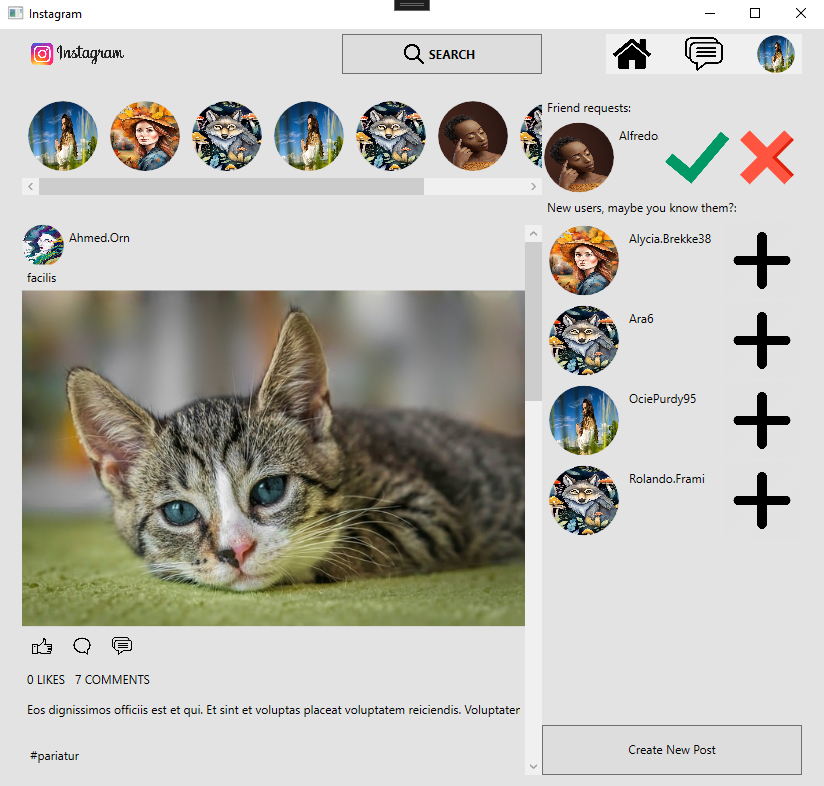 Instagram
Instagram
SEARCH
Friend requests:
Alfredo
New users, maybe you know them?:
Ahmed.Orn
facilis
Alycia.Brekke38
Ara6
OciePurdy95
Rolando.Frami
0 LIKES 7 COMMENTS
Eos dignissimos officiis est et qui. Et sint et voluptas placeat voluptatem reiciendis. Voluptater
#pariatur
Create New Post